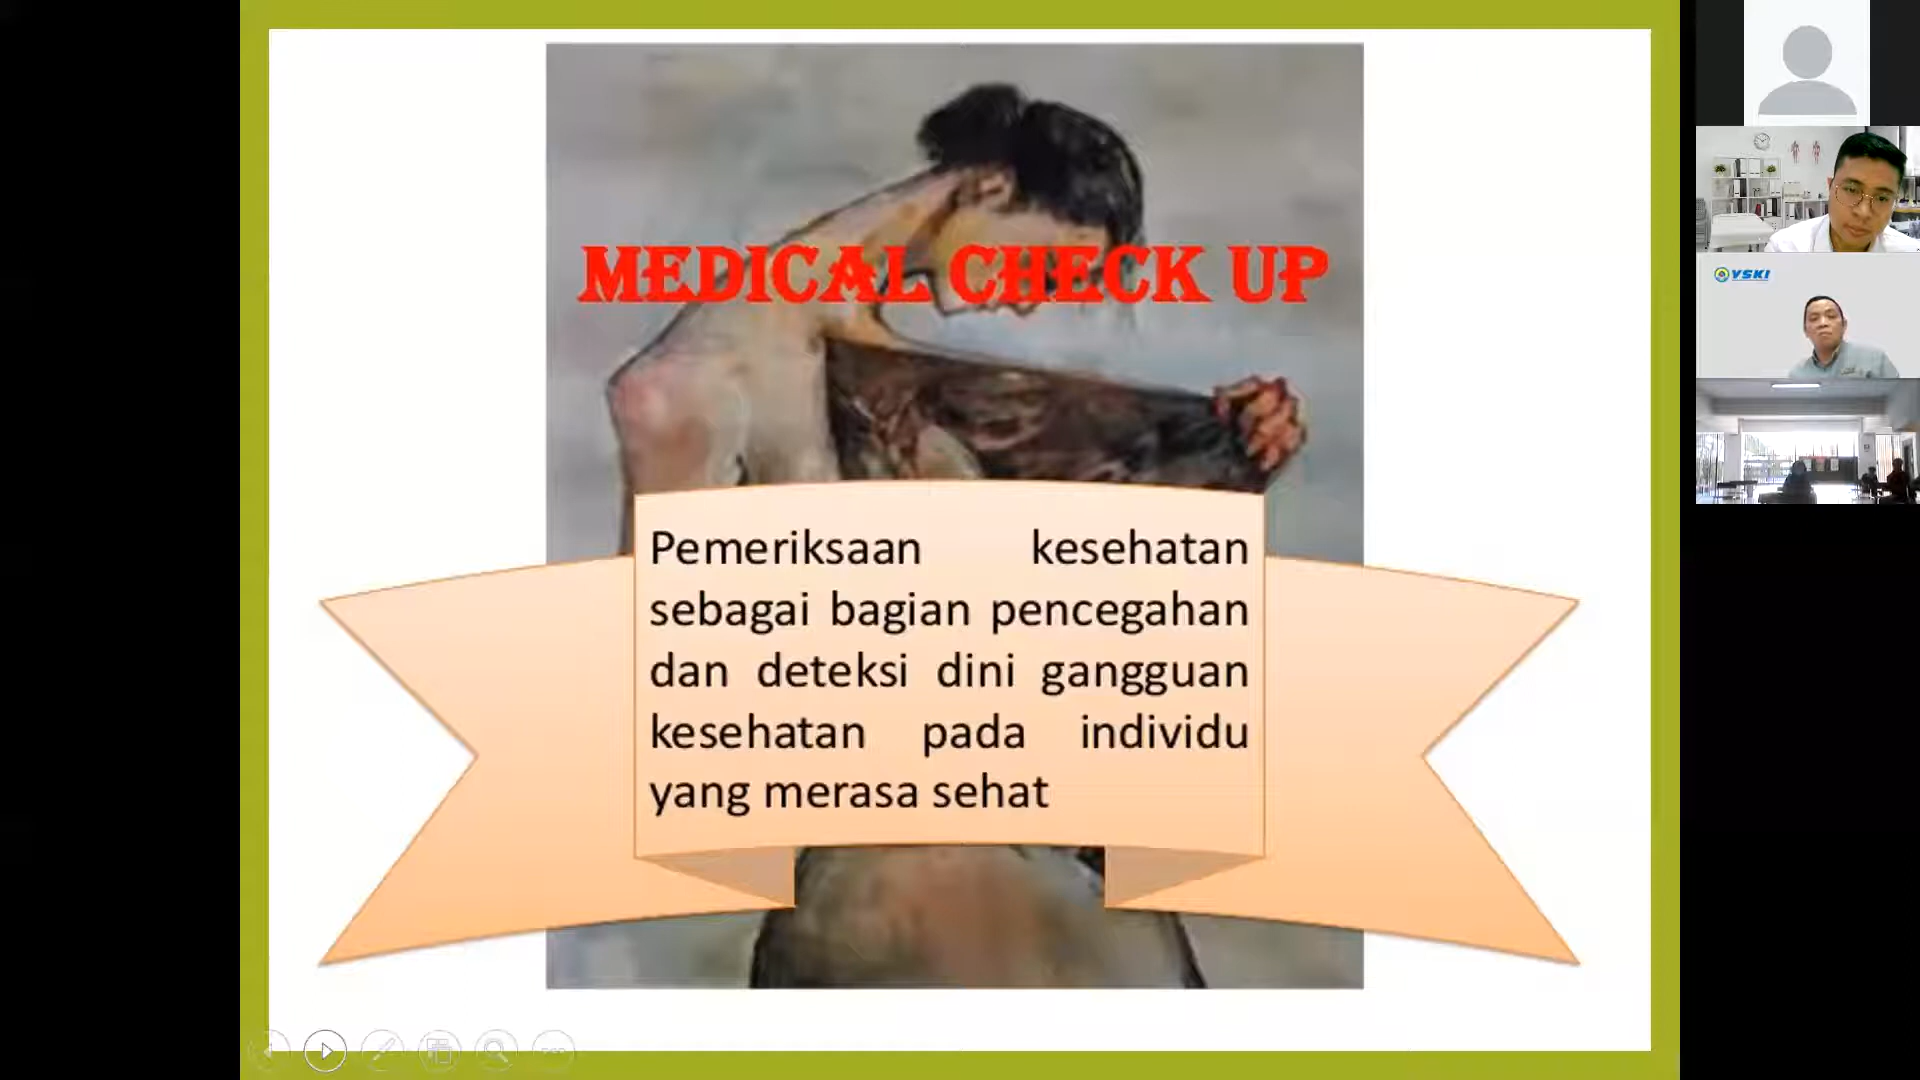 MEDICAL CHECK UP
Pemeriksaan kesehatan
sebagai bagian pencegahan
dan deteksi dini gangguan
kesehatan pada individu
yang merasa sehat
YSKI